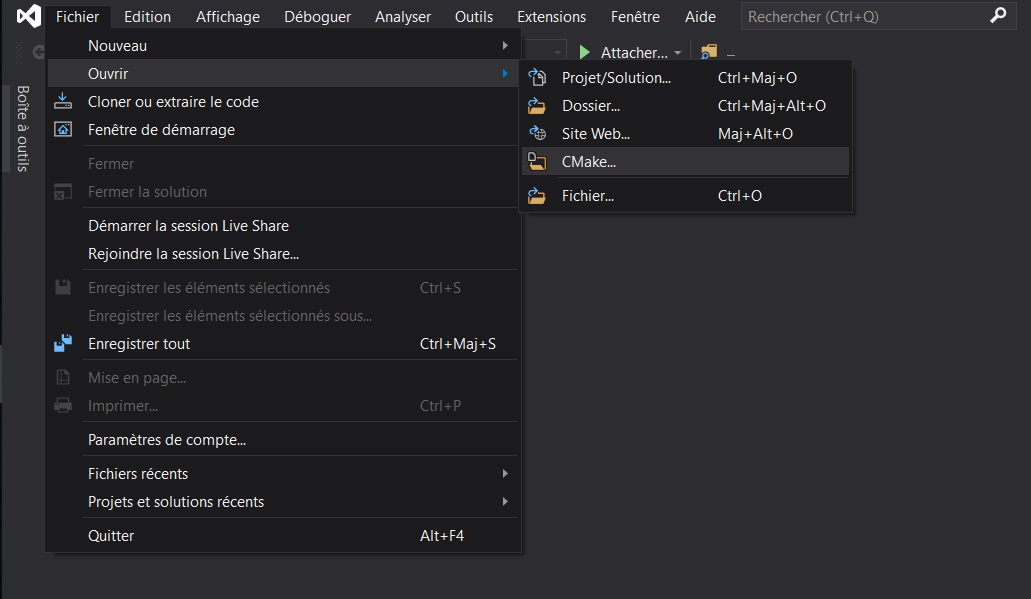 Fichier Edition Affichage Déboguer Analyser Outils Extensions Fenêtre Aide Rechercher (Ctrl+Q)
Attacher...
Boîte à outils
Nouveau
Ouvrir
Cloner ou extraire le code
Fenêtre de démarrage
Fermer
Fermer la solution
Démarrer la session Live Share
Rejoindre la session Live Share...
Enregistrer les éléments sélectionnés Ctrl+S
Enregistrer les éléments sélectionnés sous...
Enregistrer tout Ctrl+Maj+S
Mise en page...
Imprimer... Ctrl+P
Paramètres de compte...
Fichiers récents
Projets et solutions récents
Quitter Alt+F4
Projet/Solution... Ctrl+Maj+O
Dossier... Ctrl+Maj+Alt+O
Site Web... Maj+Alt+O
CMake...
Fichier... Ctrl+O